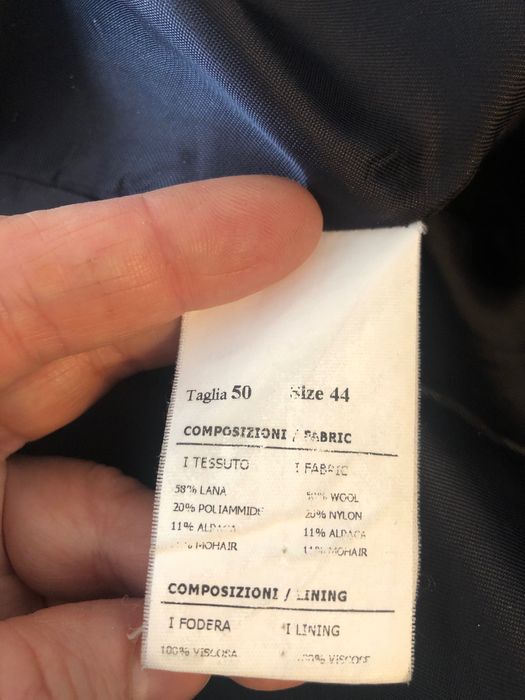 Taglia 50 Size 44
COMPOSIZIONI / FABRIC
I TESSUTO I FABRIC
58% LANA WOOL
20% POLIAMMIDE 20% NYLON
11% ALPACA 11% ALPACA
MOHAIR 11% MOHAIR
COMPOSIZIONI / LINING
I FODERA I LINING
100% VISCOSA VISCOSE